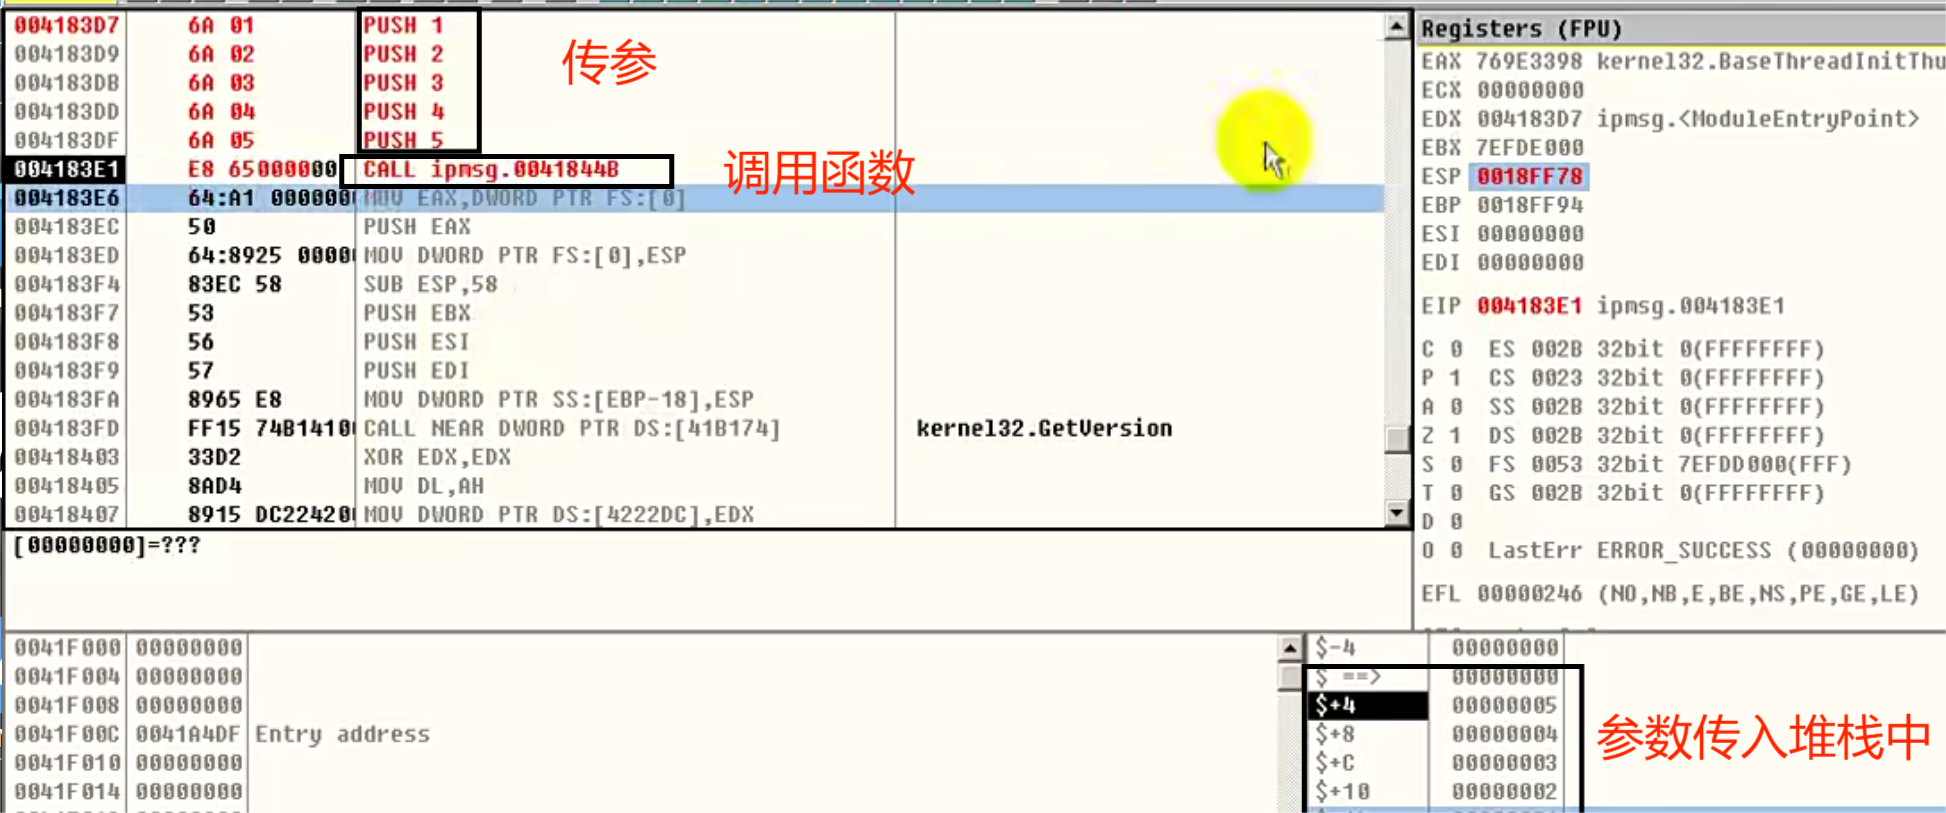 004183D7 6A 01 PUSH 1
004183D9 6A 02 PUSH 2
004183DB 6A 03 PUSH 3
004183DD 6A 04 PUSH 4
004183DF 6A 05 PUSH 5
传参
004183E1 E8 65000000 CALL ipmsg.0041844B
调用函数
004183E6 64:A1 000000 MOV EAX,DWORD PTR FS:[0]
004183EC 50 PUSH EAX
004183ED 64:8925 0000 MOV DWORD PTR FS:[0],ESP
004183F4 83EC 58 SUB ESP,58
004183F7 53 PUSH EBX
004183F8 56 PUSH ESI
004183F9 57 PUSH EDI
004183FA 8965 E8 MOV DWORD PTR SS:[EBP-18],ESP
004183FD FF15 74B1410 CALL NEAR DWORD PTR DS:[41B174] kernel32.GetVersion
00418403 33D2 XOR EDX,EDX
00418405 8AD4 MOV DL,AH
00418407 8915 DC22420 MOV DWORD PTR DS:[4222DC],EDX
[00000000]=???
Registers (FPU)
EAX 769E3398 kernel32.BaseThreadInitThu
ECX 00000000
EDX 004183D7 ipmsg.<ModuleEntryPoint>
EBX 7EFDE000
ESP 0018FF78
EBP 0018FF94
ESI 00000000
EDI 00000000
EIP 004183E1 ipmsg.004183E1
C 0 ES 002B 32bit 0(FFFFFFFF)
P 1 CS 0023 32bit 0(FFFFFFFF)
A 0 SS 002B 32bit 0(FFFFFFFF)
Z 1 DS 002B 32bit 0(FFFFFFFF)
S 0 FS 0053 32bit 7EFDD000(FFF)
T 0 GS 002B 32bit 0(FFFFFFFF)
D 0
O 0 LastErr ERROR_SUCCESS (00000000)
EFL 00000246 (NO,NB,E,BE,NS,PE,GE,LE)
0041F000 00000000
0041F004 00000000
0041F008 00000000
0041F00C 0041A4DF Entry address
0041F010 00000000
0041F014 00000000
$-4 00000000
$ ==> 00000000
$+4 00000005
$+8 00000004
$+C 00000003
$+10 00000002
参数传入堆栈中